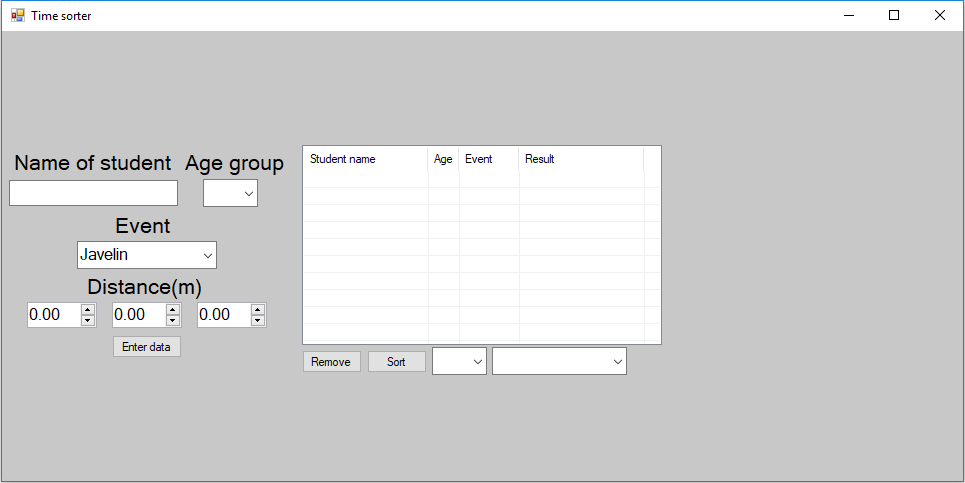 Time sorter
Name of student Age group
Event
Javelin
Distance(m)
0.00 0.00 0.00
Enter data
Student name Age Event Result
Remove Sort